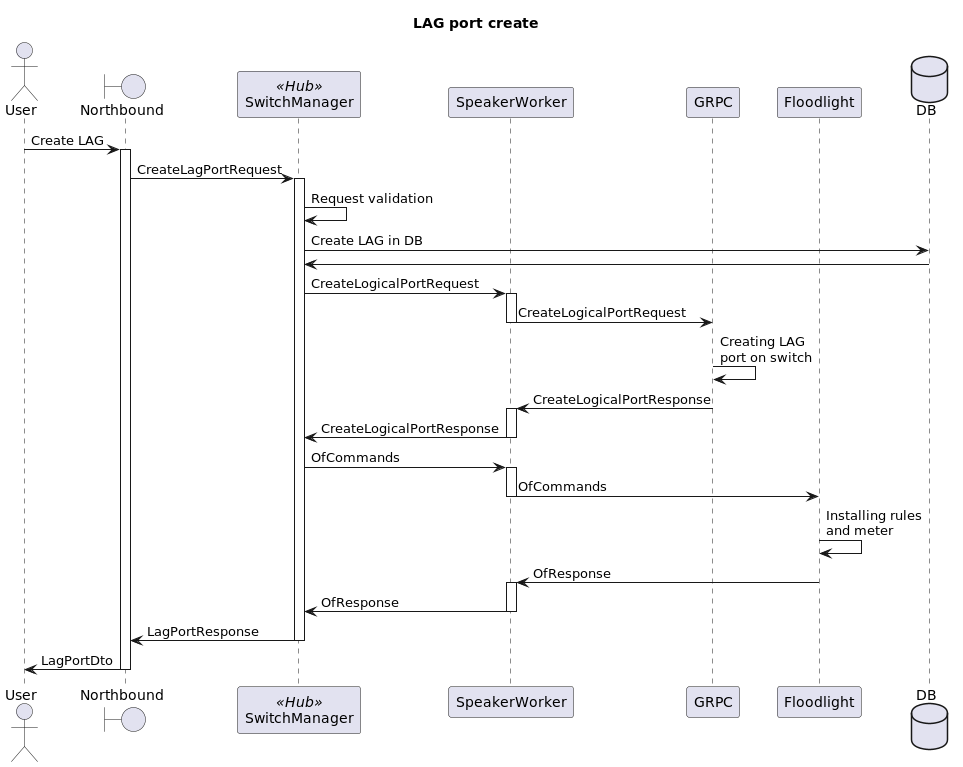 LAG port create
User
Northbound
«Hub»
SwitchManager
SpeakerWorker
GRPC
Floodlight
DB
Create LAG
CreateLagPortRequest
Request validation
Create LAG in DB
CreateLogicalPortRequest
CreateLogicalPortRequest
Creating LAG
port on switch
CreateLogicalPortResponse
CreateLogicalPortResponse
OfCommands
OfCommands
Installing rules
and meter
OfResponse
OfResponse
LagPortResponse
LagPortDto
User
Northbound
«Hub»
SwitchManager
SpeakerWorker
GRPC
Floodlight
DB